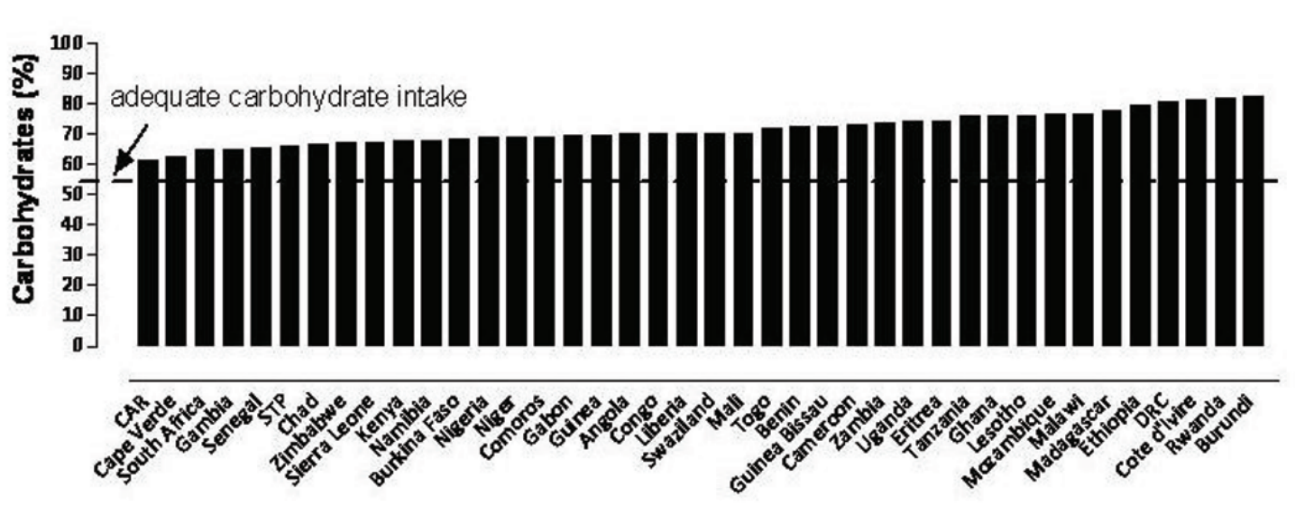 Carbohydrates (%)
100
90
80
70
60
50
40
30
20
10
0
adequate carbohydrate intake
CAR
Cape Verde
South Africa
Gambia
Senegal
STP
Chad
Zimbabwe
Sierra Leone
Kenya
Namibia
Burkina Faso
Nigeria
Niger
Comoros
Gabon
Guinea
Angola
Congo
Liberia
Swaziland
Mali
Togo
Benin
Guinea Bissau
Cameroon
Zambia
Uganda
Eritrea
Tanzania
Ghana
Lesotho
Mozambique
Malawi
Madagascar
Ethiopia
DRC
Cote d'Ivire
Rwanda
Burundi